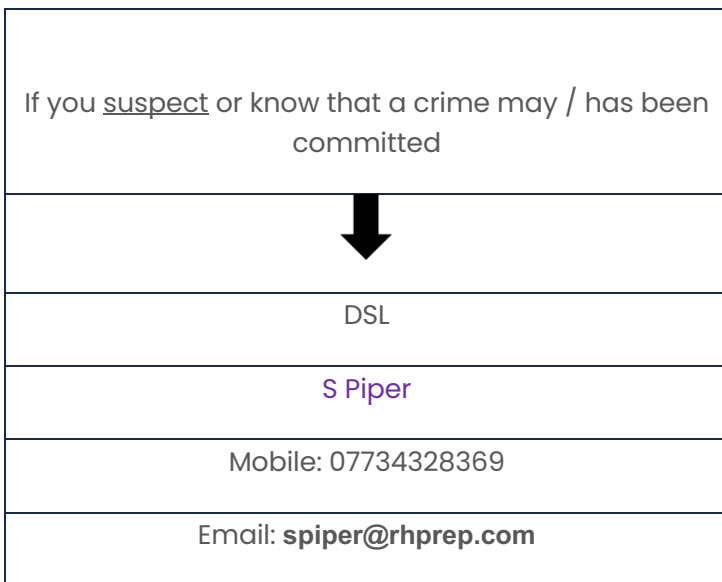 If you suspect or know that a crime may / has been
committed
DSL
S Piper
Mobile: 07734328369
Email: spiper@rhprep.com